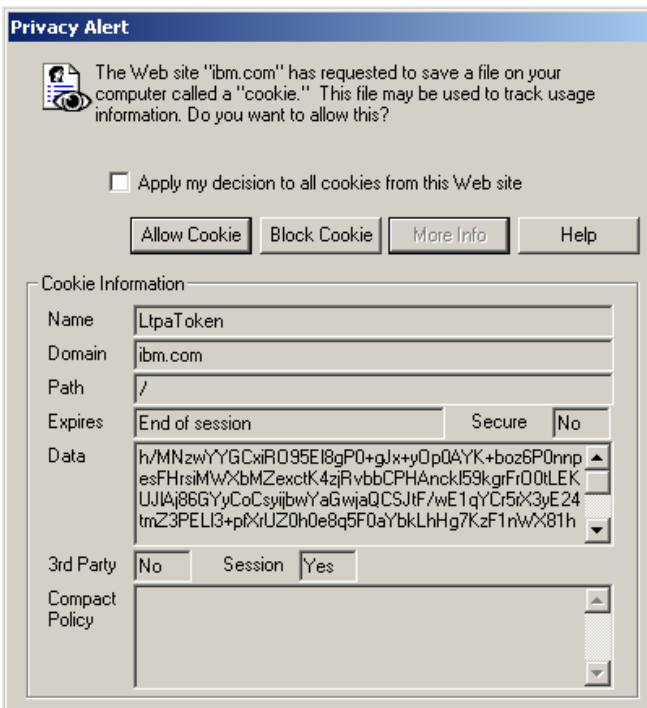 Privacy Alert
The Web site "ibm.com" has requested to save a file on your
computer called a "cookie." This file may be used to track usage
information. Do you want to allow this?
Apply my decision to all cookies from this Web site
Allow Cookie Block Cookie More Info Help
Cookie Information
Name LtpaToken
Domain ibm.com
Path /
Expires End of session Secure No
Data h/MNzwYYGCxiRO95EI8gP0+gJx+yOp0AYK+boz6P0nnp
esFHrsiMWXbMZexctK4zjRvbbCPHAnckI59kgrFrO0tLEK
UJIAj86GYyCoCsyijbwYaGwjaQCSJtF/wE1qYCr5rX3yE24
tmZ3PELI3+pfXrUZ0h0e8q5F0aYbkLhHg7KzF1nWX81h
3rd Party No Session Yes
Compact
Policy